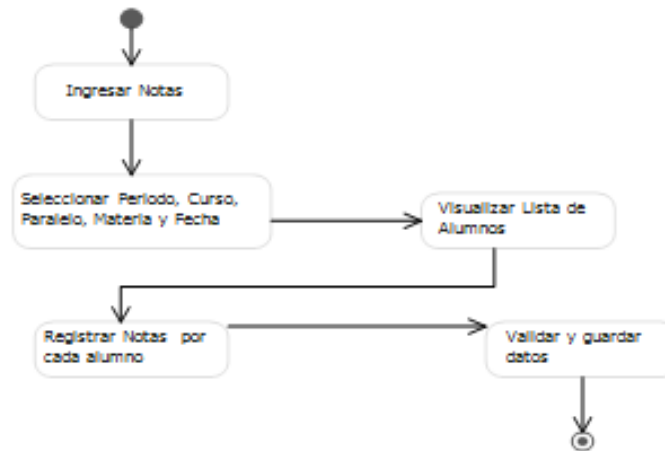 Ingresar Notas
Seleccionar Periodo, Curso,
Paralelo, Materia y Fecha
Visualizar Lista de
Alumnos
Registrar Notas por
cada alumno
Validar y guardar
datos